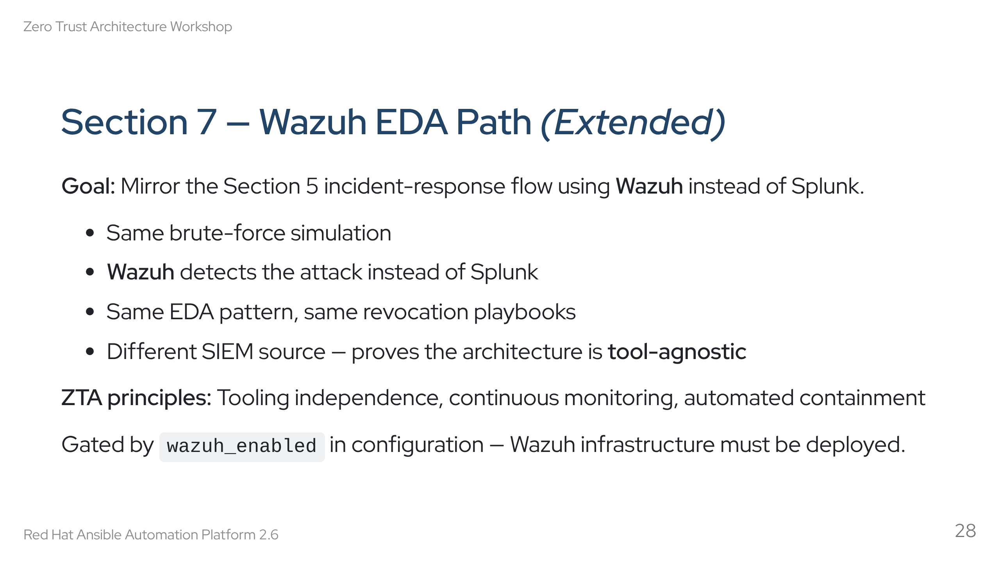 Zero Trust Architecture Workshop
Section 7 – Wazuh EDA Path (Extended)
Goal: Mirror the Section 5 incident-response flow using Wazuh instead of Splunk.
• Same brute-force simulation
• Wazuh detects the attack instead of Splunk
• Same EDA pattern, same revocation playbooks
• Different SIEM source – proves the architecture is tool-agnostic
ZTA principles: Tooling independence, continuous monitoring, automated containment
Gated by wazuh_enabled in configuration – Wazuh infrastructure must be deployed.
Red Hat Ansible Automation Platform 2.6
28